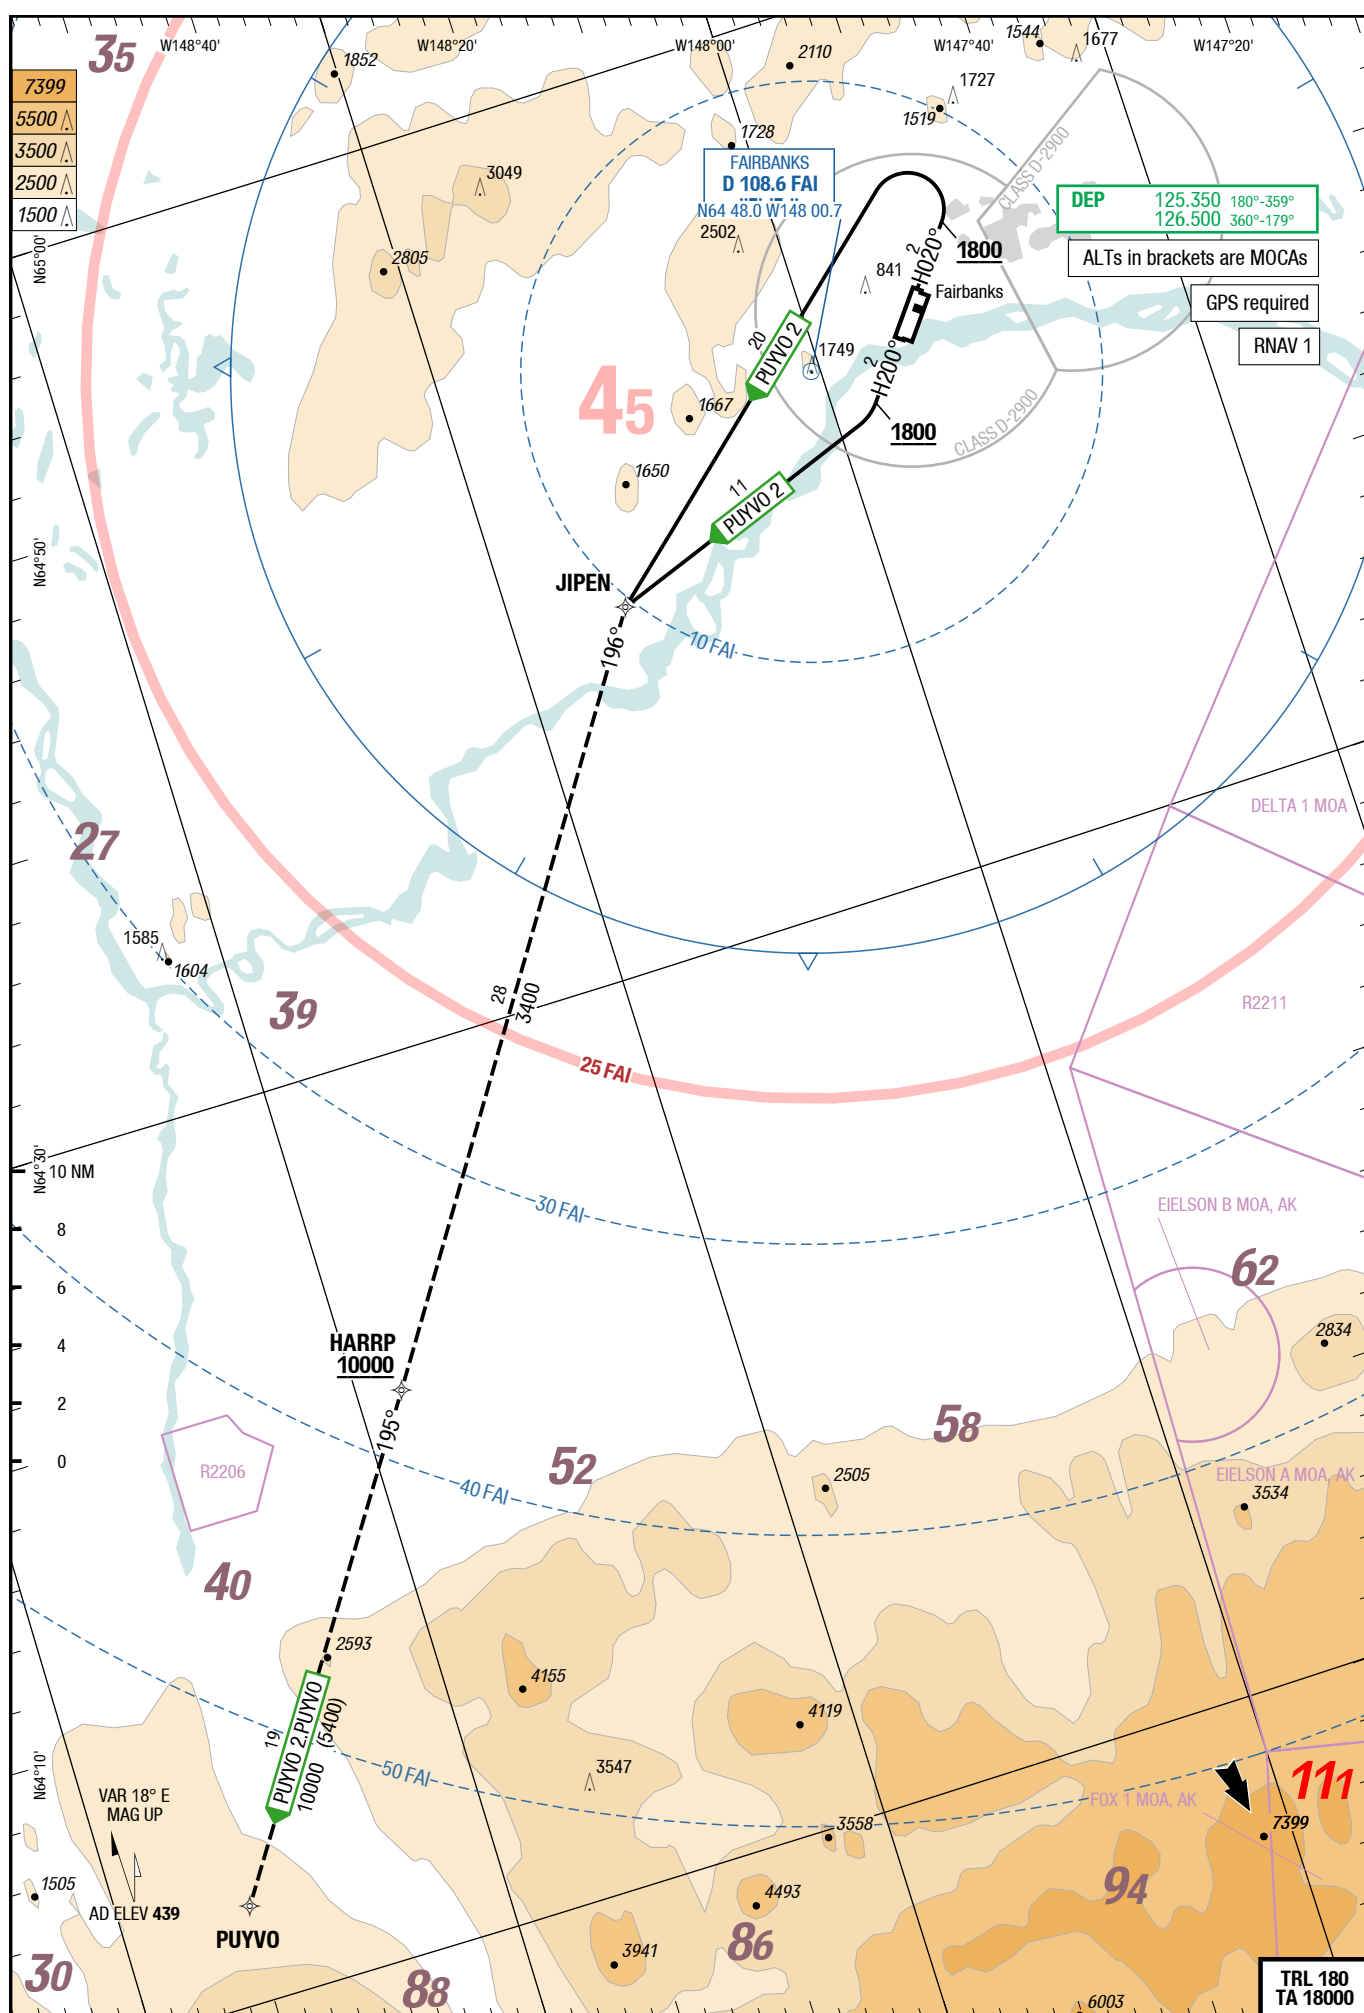 35
W148°40'
W148°20'
W148°00'
W147°40'
W147°20'
7399
5500
3500
2500
1500
1852
2110
1544
1677
1727
1519
1728
3049
2805
FAIRBANKS
D 108.6 FAI
N64 48.0 W148 00.7
2502
CLASS D-2900
DEP 125.350 180°-359°
126.500 360°-179°
ALTs in brackets are MOCAs
GPS required
RNAV 1
N65°00'
H020°
2
1800
841
Fairbanks
20
PUYVO 2
1749
45
1667
2
H200°
1800
CLASS D-2900
1650
11
PUYVO 2
N64°50'
JIPEN
196°
10 FAI
27
DELTA 1 MOA
1585
1604
39
28
3400
R2211
25 FAI
N64°30'
10 NM
8
6
4
2
0
30 FAI
EIELSON B MOA, AK
62
2834
HARRP
10000
195°
58
52
R2206
40 FAI
2505
EIELSON A MOA, AK
3534
40
2593
4155
4119
19
PUYVO 2.PUYVO
10000 (5400)
50 FAI
3547
N64°10'
VAR 18° E
MAG UP
AD ELEV 439
FOX 1 MOA, AK
111
7399
3558
94
1505
4493
PUYVO
86
3941
30
88
6003
TRL 180
TA 18000